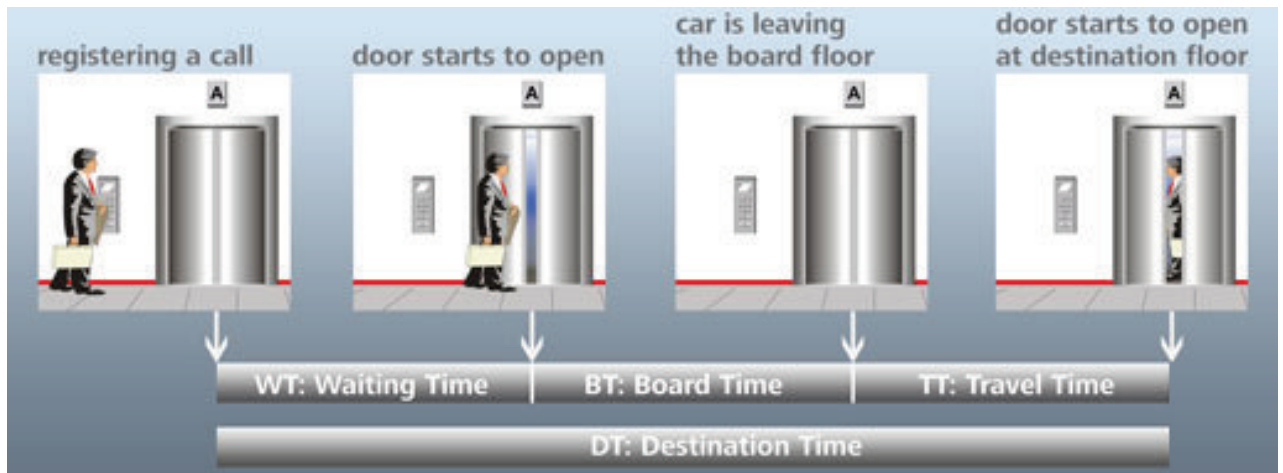 registering a call
door starts to open
car is leaving
the board floor
door starts to open
at destination floor
A
A
A
A
WT: Waiting Time
BT: Board Time
TT: Travel Time
DT: Destination Time